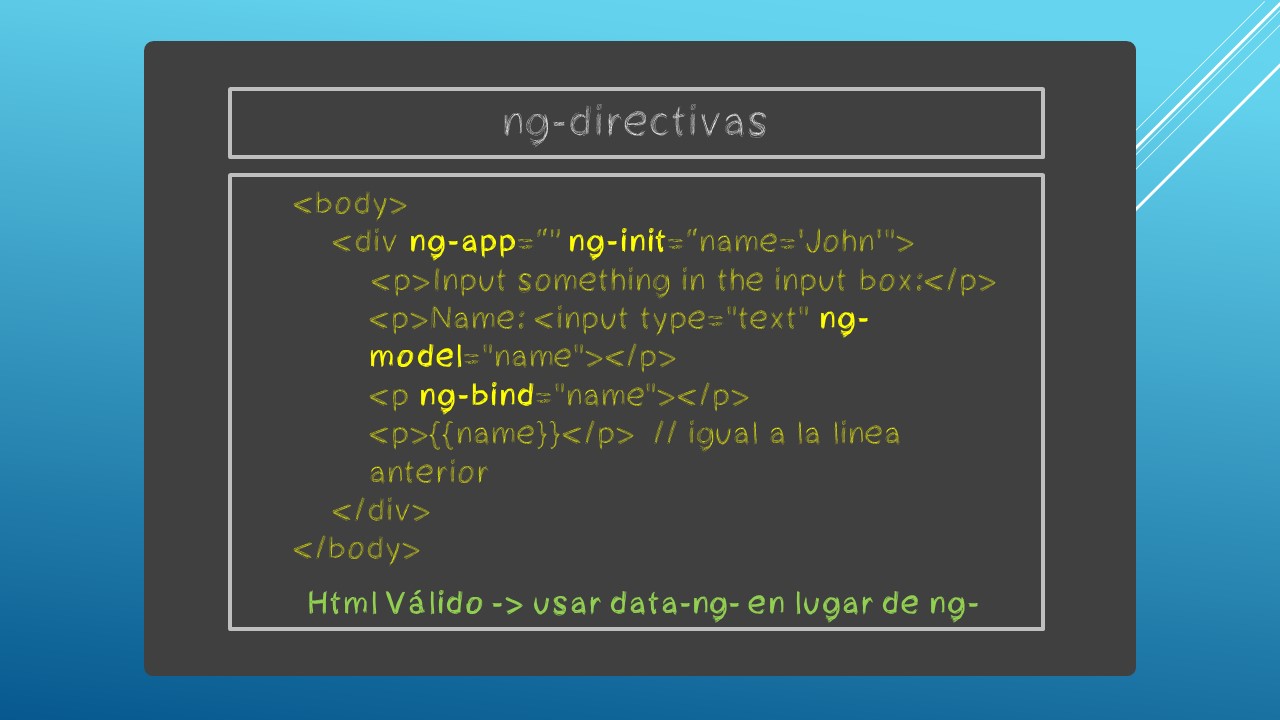 ng-directivas
<body>
<div ng-app=“" ng-init=“name='John'">
<p>Input something in the input box:</p>
<p>Name: <input type="text" ng-
model="name"></p>
<p ng-bind="name"></p>
<p>{{name}}</p> // igual a la linea
anterior
</div>
</body>
Html Válido -> usar data-ng- en lugar de ng-